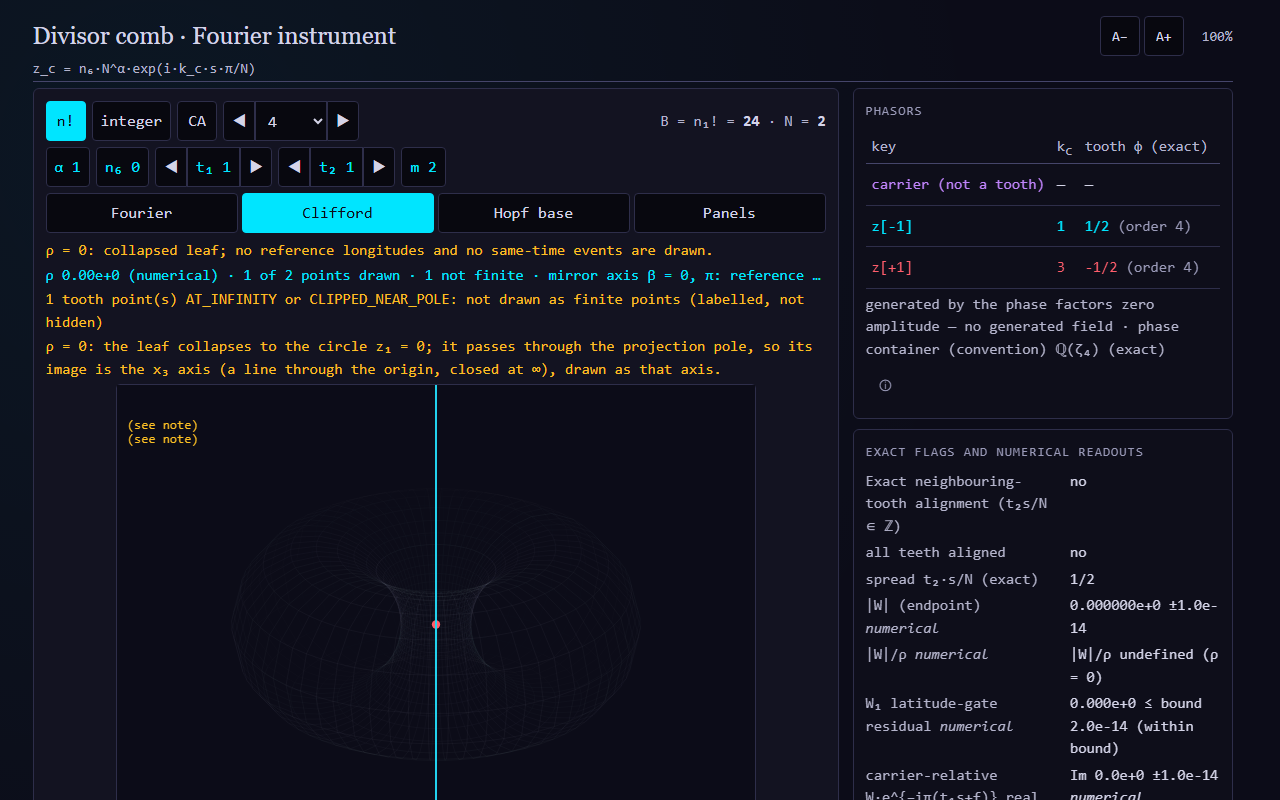 Divisor comb · Fourier instrument
A− A+ 100%
z_c = n₆·N^α·exp(i·k_c·s·π/N)
n! integer CA ◀ 4 ▶ B = n₁! = 24 · N = 2
α 1 n₆ 0 ◀ t₁ 1 ▶ ◀ t₂ 1 ▶ m 2
Fourier Clifford Hopf base Panels
ρ = 0: collapsed leaf; no reference longitudes and no same-time events are drawn.
ρ 0.00e+0 (numerical) · 1 of 2 points drawn · 1 not finite · mirror axis β = 0, π: reference …
1 tooth point(s) AT_INFINITY or CLIPPED_NEAR_POLE: not drawn as finite points (labelled, not
hidden)
ρ = 0: the leaf collapses to the circle z₁ = 0; it passes through the projection pole, so its
image is the x₃ axis (a line through the origin, closed at ∞), drawn as that axis.
(see note)
(see note)
PHASORS
key k_C tooth ϕ (exact)
carrier (not a tooth) — —
z[-1] 1 1/2 (order 4)
z[+1] 3 -1/2 (order 4)
generated by the phase factors zero
amplitude — no generated field · phase
container (convention) ℚ(ζ₄) (exact)
ⓘ
EXACT FLAGS AND NUMERICAL READOUTS
Exact neighbouring- no
tooth alignment (t₂s/N
∈ ℤ)
all teeth aligned no
spread t₂·s/N (exact) 1/2
|W| (endpoint) 0.000000e+0 ±1.0e-
numerical 14
|W|/ρ numerical |W|/ρ undefined (ρ
= 0)
W₁ latitude-gate 0.000e+0 ≤ bound
residual numerical 2.0e-14 (within
bound)
carrier-relative Im 0.0e+0 ±1.0e-14
W·e^{−iπ(t₁s+f)} real numerical